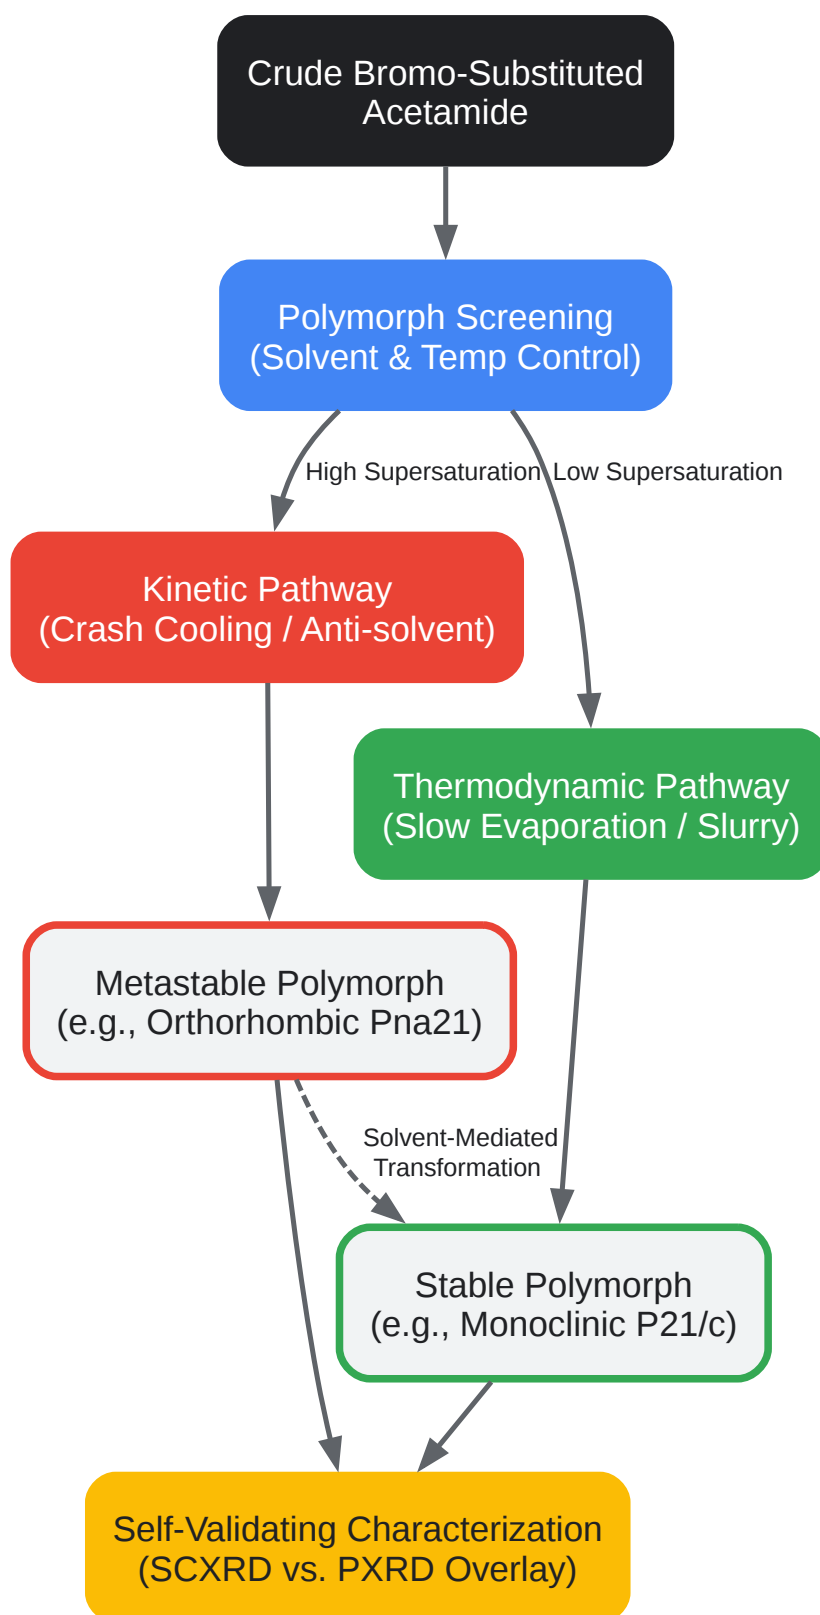 Crude Bromo-Substituted
Acetamide
Polymorph Screening
(Solvent & Temp Control)
High Supersaturation
Low Supersaturation
Kinetic Pathway
(Crash Cooling / Anti-solvent)
Thermodynamic Pathway
(Slow Evaporation / Slurry)
Metastable Polymorph
(e.g., Orthorhombic Pna21)
Solvent-Mediated
Transformation
Stable Polymorph
(e.g., Monoclinic P21/c)
Self-Validating Characterization
(SCXRD vs. PXRD Overlay)